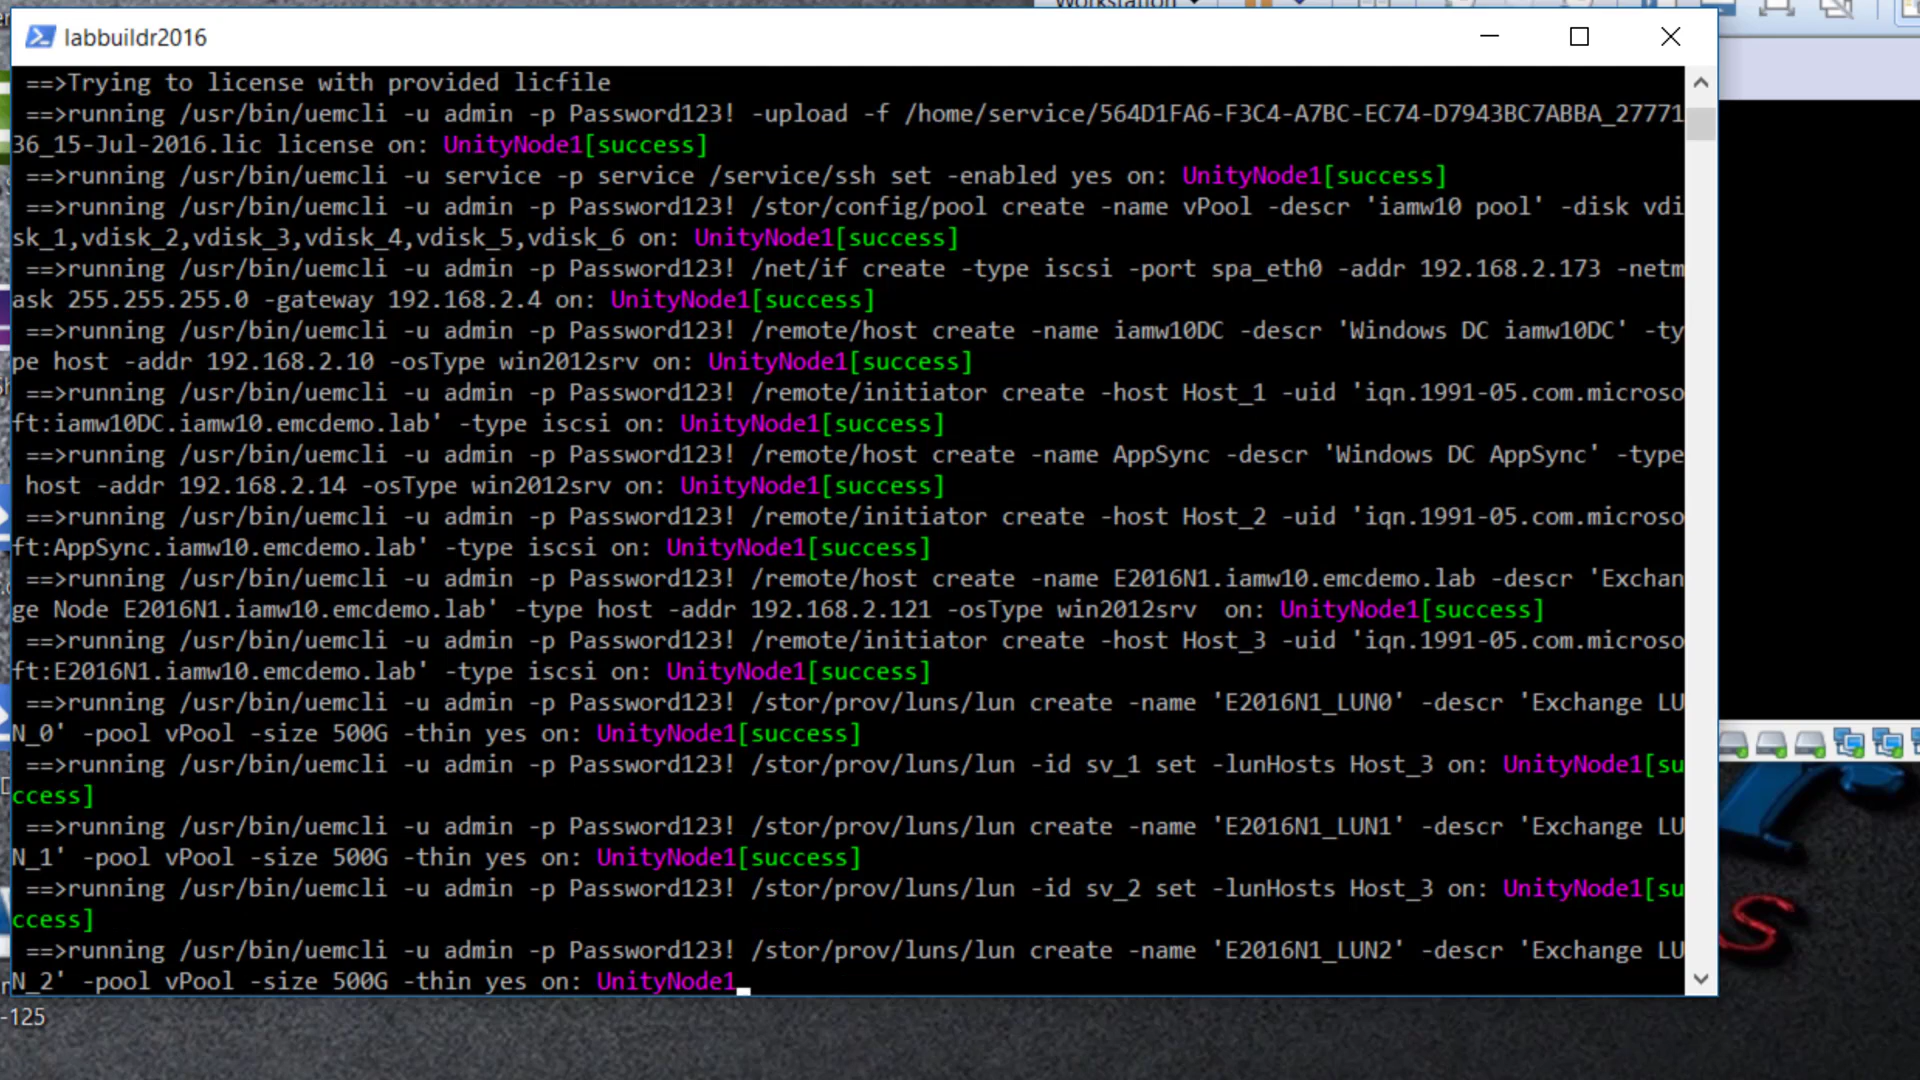 Workstation
labbuildr2016
==>Trying to license with provided licfile
==>running /usr/bin/uemcli -u admin -p Password123! -upload -f /home/service/564D1FA6-F3C4-A7BC-EC74-D7943BC7ABBA_27771
36_15-Jul-2016.lic license on: UnityNode1[success]
==>running /usr/bin/uemcli -u service -p service /service/ssh set -enabled yes on: UnityNode1[success]
==>running /usr/bin/uemcli -u admin -p Password123! /stor/config/pool create -name vPool -descr 'iamw10 pool' -disk vdi
sk_1,vdisk_2,vdisk_3,vdisk_4,vdisk_5,vdisk_6 on: UnityNode1[success]
==>running /usr/bin/uemcli -u admin -p Password123! /net/if create -type iscsi -port spa_eth0 -addr 192.168.2.173 -netm
ask 255.255.255.0 -gateway 192.168.2.4 on: UnityNode1[success]
==>running /usr/bin/uemcli -u admin -p Password123! /remote/host create -name iamw10DC -descr 'Windows DC iamw10DC' -ty
pe host -addr 192.168.2.10 -osType win2012srv on: UnityNode1[success]
==>running /usr/bin/uemcli -u admin -p Password123! /remote/initiator create -host Host_1 -uid 'iqn.1991-05.com.microso
ft:iamw10DC.iamw10.emcdemo.lab' -type iscsi on: UnityNode1[success]
==>running /usr/bin/uemcli -u admin -p Password123! /remote/host create -name AppSync -descr 'Windows DC AppSync' -type
host -addr 192.168.2.14 -osType win2012srv on: UnityNode1[success]
==>running /usr/bin/uemcli -u admin -p Password123! /remote/initiator create -host Host_2 -uid 'iqn.1991-05.com.microso
ft:AppSync.iamw10.emcdemo.lab' -type iscsi on: UnityNode1[success]
==>running /usr/bin/uemcli -u admin -p Password123! /remote/host create -name E2016N1.iamw10.emcdemo.lab -descr 'Exchan
ge Node E2016N1.iamw10.emcdemo.lab' -type host -addr 192.168.2.121 -osType win2012srv  on: UnityNode1[success]
==>running /usr/bin/uemcli -u admin -p Password123! /remote/initiator create -host Host_3 -uid 'iqn.1991-05.com.microso
ft:E2016N1.iamw10.emcdemo.lab' -type iscsi on: UnityNode1[success]
==>running /usr/bin/uemcli -u admin -p Password123! /stor/prov/luns/lun create -name 'E2016N1_LUN0' -descr 'Exchange LU
N_0' -pool vPool -size 500G -thin yes on: UnityNode1[success]
==>running /usr/bin/uemcli -u admin -p Password123! /stor/prov/luns/lun -id sv_1 set -lunHosts Host_3 on: UnityNode1[su
ccess]
==>running /usr/bin/uemcli -u admin -p Password123! /stor/prov/luns/lun create -name 'E2016N1_LUN1' -descr 'Exchange LU
N_1' -pool vPool -size 500G -thin yes on: UnityNode1[success]
==>running /usr/bin/uemcli -u admin -p Password123! /stor/prov/luns/lun -id sv_2 set -lunHosts Host_3 on: UnityNode1[su
ccess]
==>running /usr/bin/uemcli -u admin -p Password123! /stor/prov/luns/lun create -name 'E2016N1_LUN2' -descr 'Exchange LU
N_2' -pool vPool -size 500G -thin yes on: UnityNode1
-125
s